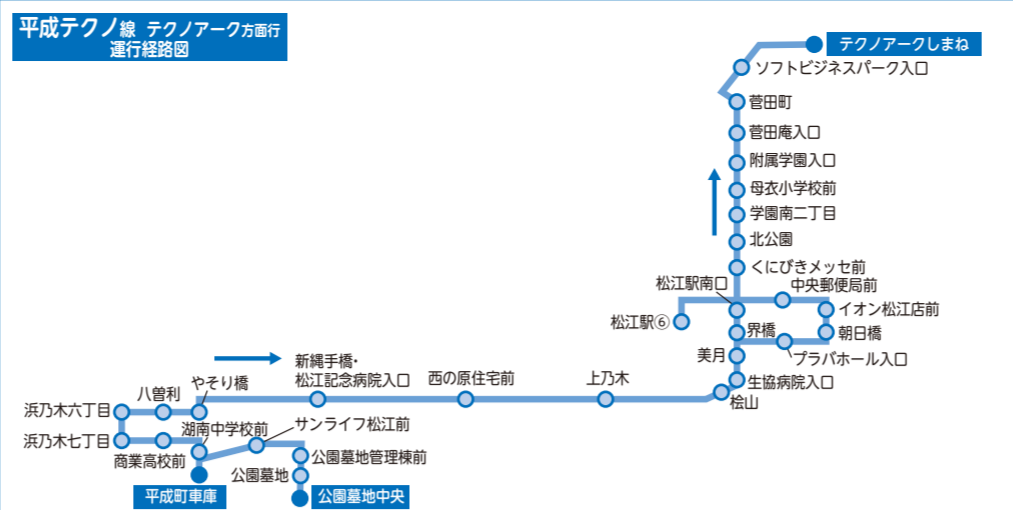 平成テクノ線 テクノアーク方面行
運行経路図
テクノアークしまね
ソフトビジネスパーク入口
菅田町
菅田庵入口
附属学園入口
母衣小学校前
学園南二丁目
北公園
くにびきメッセ前
松江駅南口
中央郵便局前
イオン松江店前
松江駅⑥
界橋
朝日橋
美月
プラバホール入口
新縄手橋・
松江記念病院入口
西の原住宅前
上乃木
生協病院入口
桧山
やそり橋
八曽利
浜乃木六丁目
湖南中学校前
サンライフ松江前
浜乃木七丁目
商業高校前
公園墓地管理棟前
公園墓地
平成町車庫
公園墓地中央